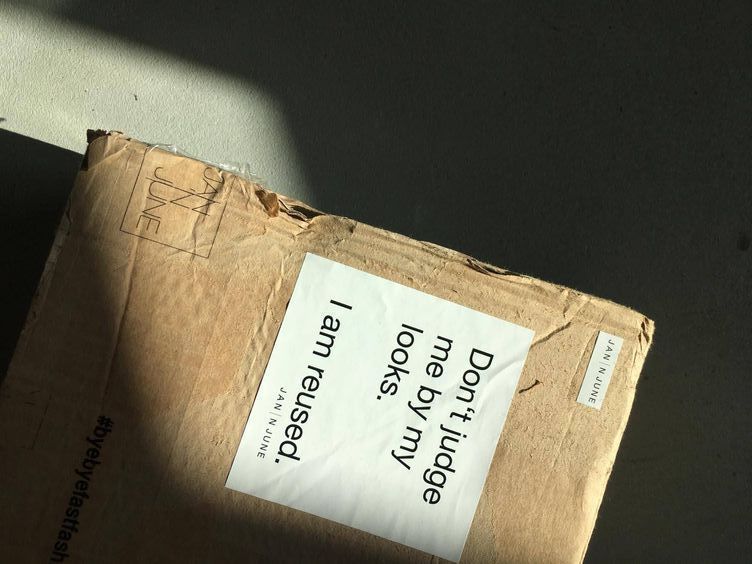 JAN
'N
JUNE
Don't judge
me by my
looks.
I am reused.
JAN | N JUNE
JAN | N JUNE
#byebyefastfash